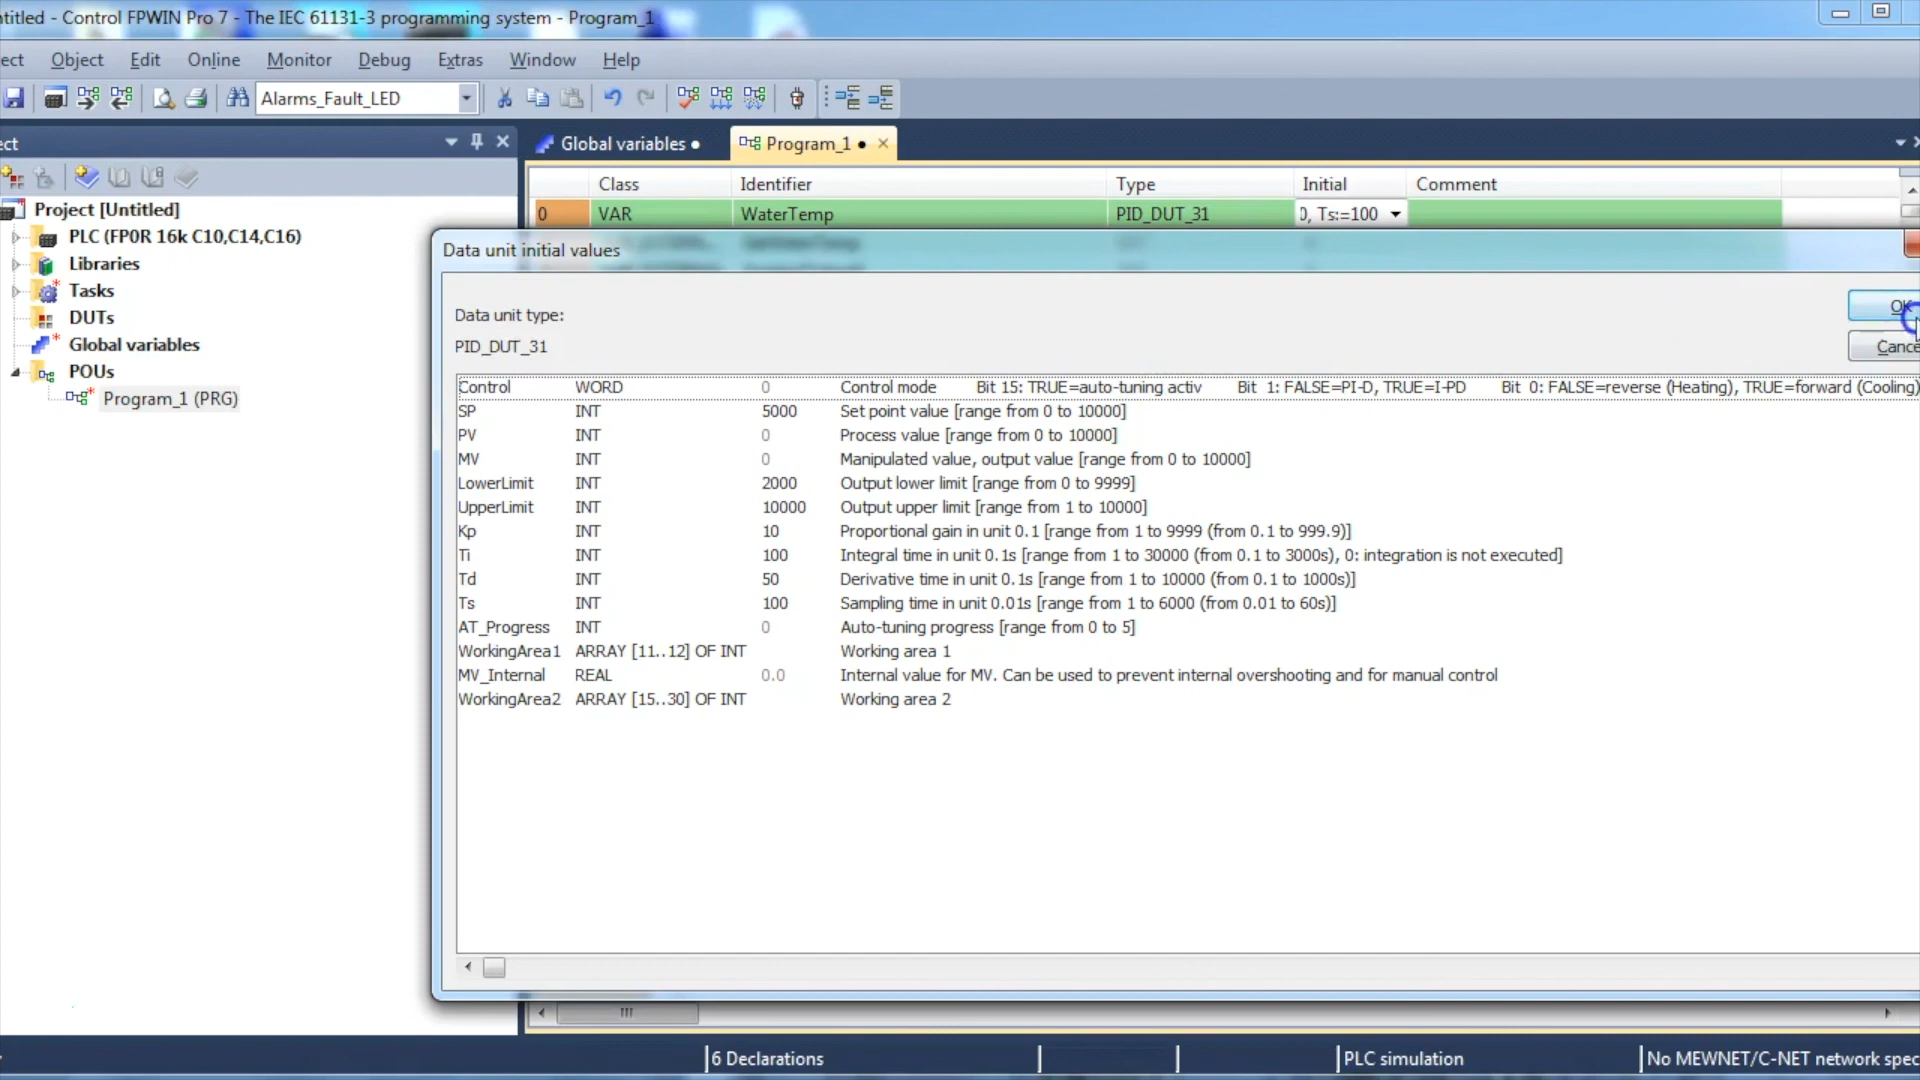 ntitled - Control FPWIN Pro 7 - The IEC 61131-3 programming system - Program_1
ect Object Edit Online Monitor Debug Extras Window Help
Alarms_Fault_LED
ect
Global variables ●
Program_1 ● ×
Class Identifier Type Initial Comment
0 VAR WaterTemp PID_DUT_31 0, Ts:=100
Project [Untitled]
PLC (FP0R 16k C10,C14,C16)
Libraries
Tasks
DUTs
Global variables
POUs
Program_1 (PRG)
Data unit initial values
Data unit type:
PID_DUT_31
OK
Cance
Control WORD 0 Control mode Bit 15: TRUE=auto-tuning activ Bit 1: FALSE=PI-D, TRUE=I-PD Bit 0: FALSE=reverse (Heating), TRUE=forward (Cooling)
SP INT 5000 Set point value [range from 0 to 10000]
PV INT 0 Process value [range from 0 to 10000]
MV INT 0 Manipulated value, output value [range from 0 to 10000]
LowerLimit INT 2000 Output lower limit [range from 0 to 9999]
UpperLimit INT 10000 Output upper limit [range from 1 to 10000]
Kp INT 10 Proportional gain in unit 0.1 [range from 1 to 9999 (from 0.1 to 999.9)]
Ti INT 100 Integral time in unit 0.1s [range from 1 to 30000 (from 0.1 to 3000s), 0: integration is not executed]
Td INT 50 Derivative time in unit 0.1s [range from 1 to 10000 (from 0.1 to 1000s)]
Ts INT 100 Sampling time in unit 0.01s [range from 1 to 6000 (from 0.01 to 60s)]
AT_Progress INT 0 Auto-tuning progress [range from 0 to 5]
WorkingArea1 ARRAY [11..12] OF INT Working area 1
MV_Internal REAL 0.0 Internal value for MV. Can be used to prevent internal overshooting and for manual control
WorkingArea2 ARRAY [15..30] OF INT Working area 2
6 Declarations
PLC simulation
No MEWNET/C-NET network spec